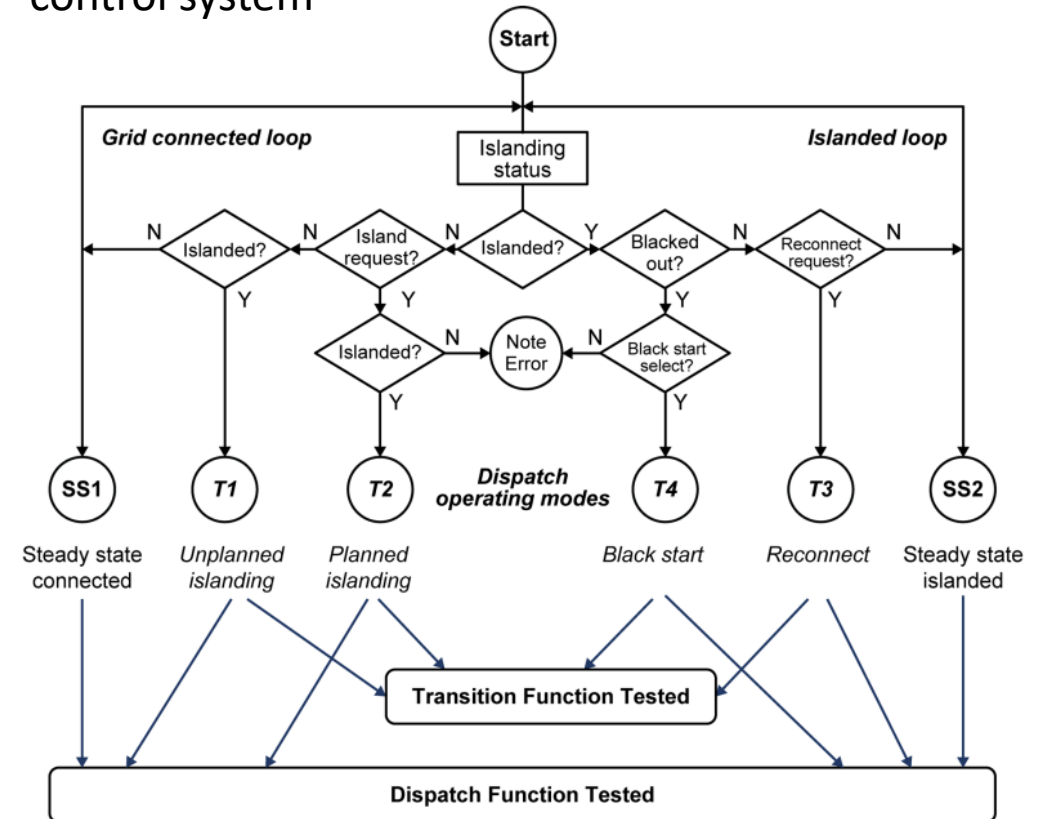 control system
Start
Grid connected loop
Islanded loop
Islanding
status
N
Islanded?
N
Island
request?
N
Islanded?
Y
Blacked
out?
N
Reconnect
request?
N
Y
Y
Y
Y
Islanded?
N
Note
Error
N
Black start
select?
Y
Y
SS1
T1
T2
Dispatch
operating modes
T4
T3
SS2
Steady state
connected
Unplanned
islanding
Planned
islanding
Black start
Reconnect
Steady state
islanded
Transition Function Tested
Dispatch Function Tested